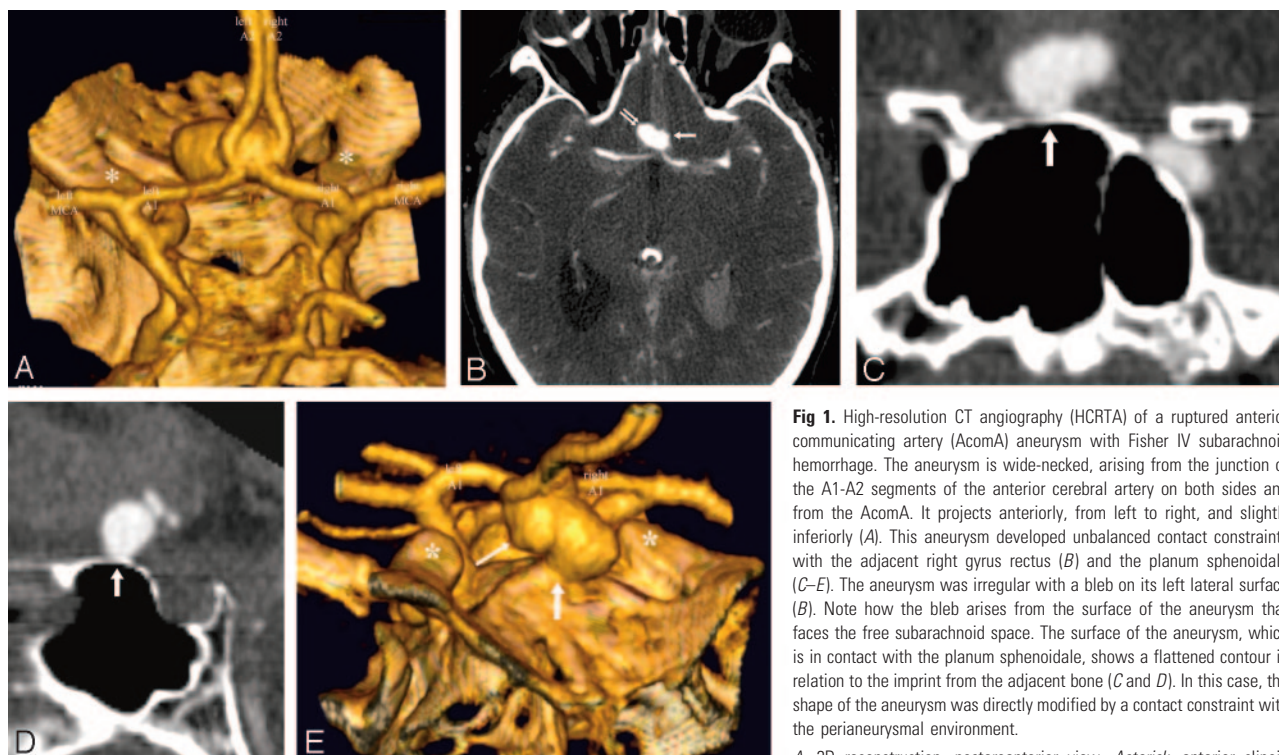 left right
A2 A2
left
MCA
left
A1
right
A1
right
MCA
*
*
A
B
C
D
left
A1
right
A1
*
*
E
Fig 1. High-resolution CT angiography (HCRTA) of a ruptured anterio
communicating artery (AcomA) aneurysm with Fisher IV subarachnoi
hemorrhage. The aneurysm is wide-necked, arising from the junction o
the A1-A2 segments of the anterior cerebral artery on both sides an
from the AcomA. It projects anteriorly, from left to right, and slightl
inferiorly (A). This aneurysm developed unbalanced contact constraint
with the adjacent right gyrus rectus (B) and the planum sphenoidal
(C–E). The aneurysm was irregular with a bleb on its left lateral surfac
(B). Note how the bleb arises from the surface of the aneurysm tha
faces the free subarachnoid space. The surface of the aneurysm, whic
is in contact with the planum sphenoidale, shows a flattened contour i
relation to the imprint from the adjacent bone (C and D). In this case, th
shape of the aneurysm was directly modified by a contact constraint wit
the perianeurysmal environment.
A, 3D reconstruction, posteroanterior view. Asterisk, anterior clinoi